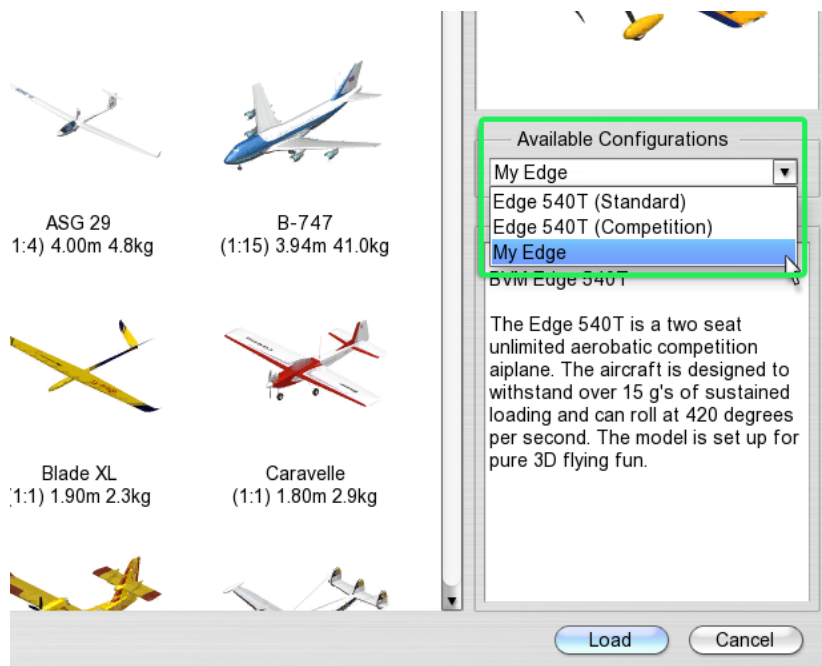 ASG 29
1:4) 4.00m 4.8kg
B-747
(1:15) 3.94m 41.0kg
Blade XL
(1:1) 1.90m 2.3kg
Caravelle
(1:1) 1.80m 2.9kg
Available Configurations
My Edge
Edge 540T (Standard)
Edge 540T (Competition)
My Edge
BVM Edge 540T
The Edge 540T is a two seat
unlimited aerobatic competition
aiplane. The aircraft is designed to
withstand over 15 g's of sustained
loading and can roll at 420 degrees
per second. The model is set up for
pure 3D flying fun.
Load
Cancel